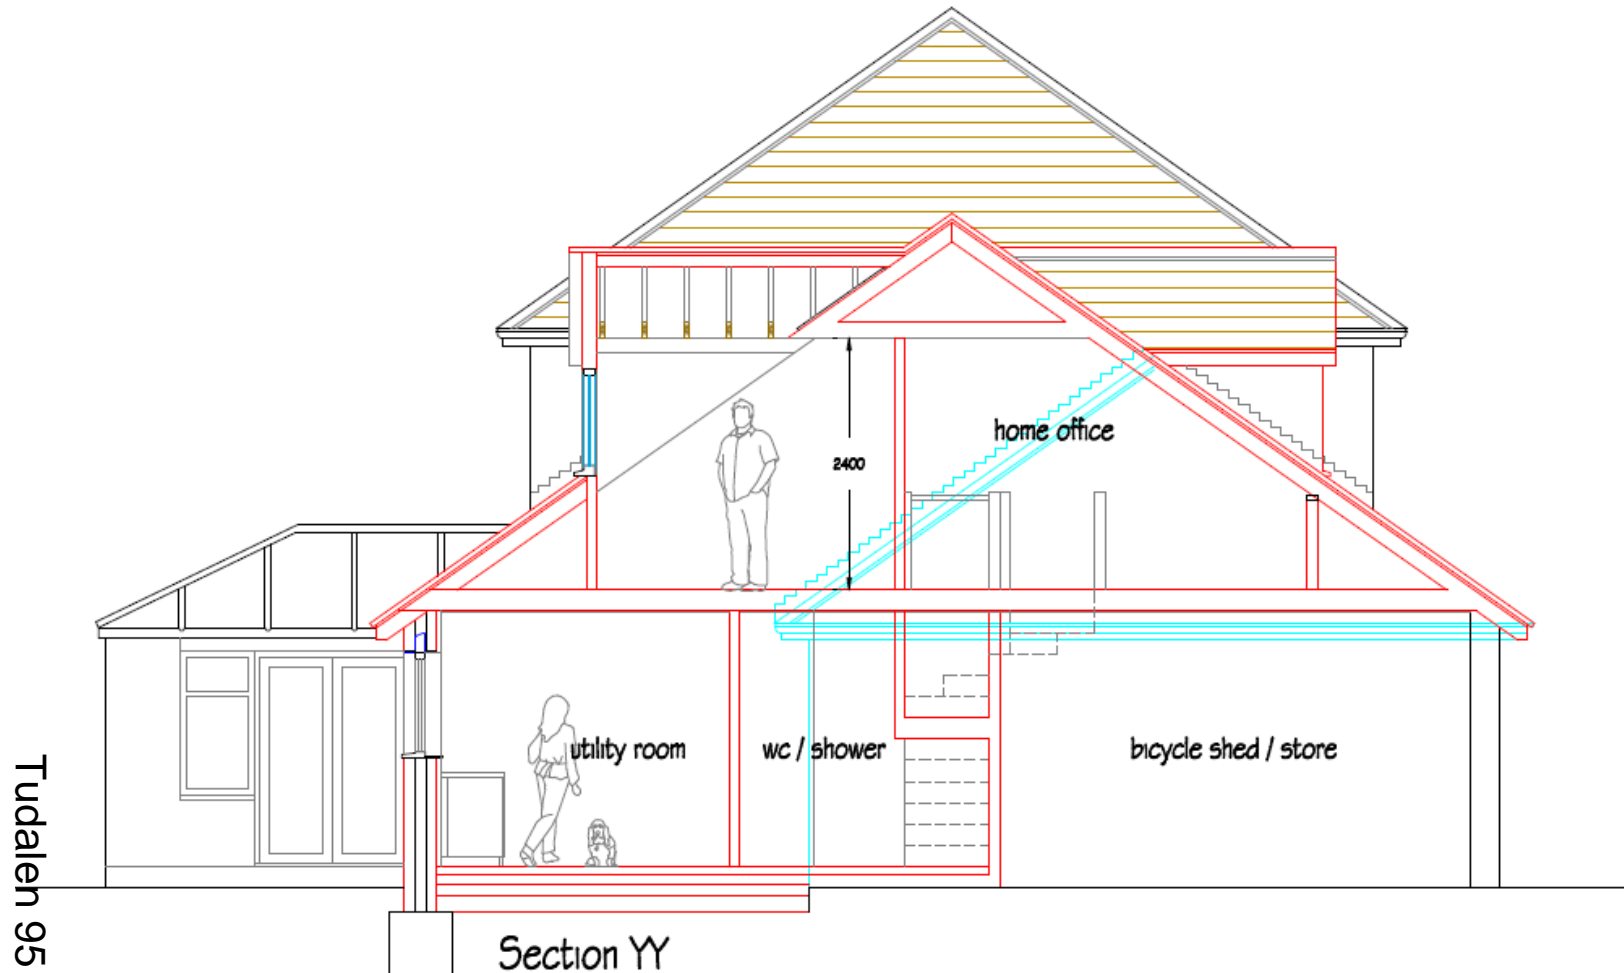 home office
2400
utility room
wc / shower
bicycle shed / store
Section YY
Tudalen 95